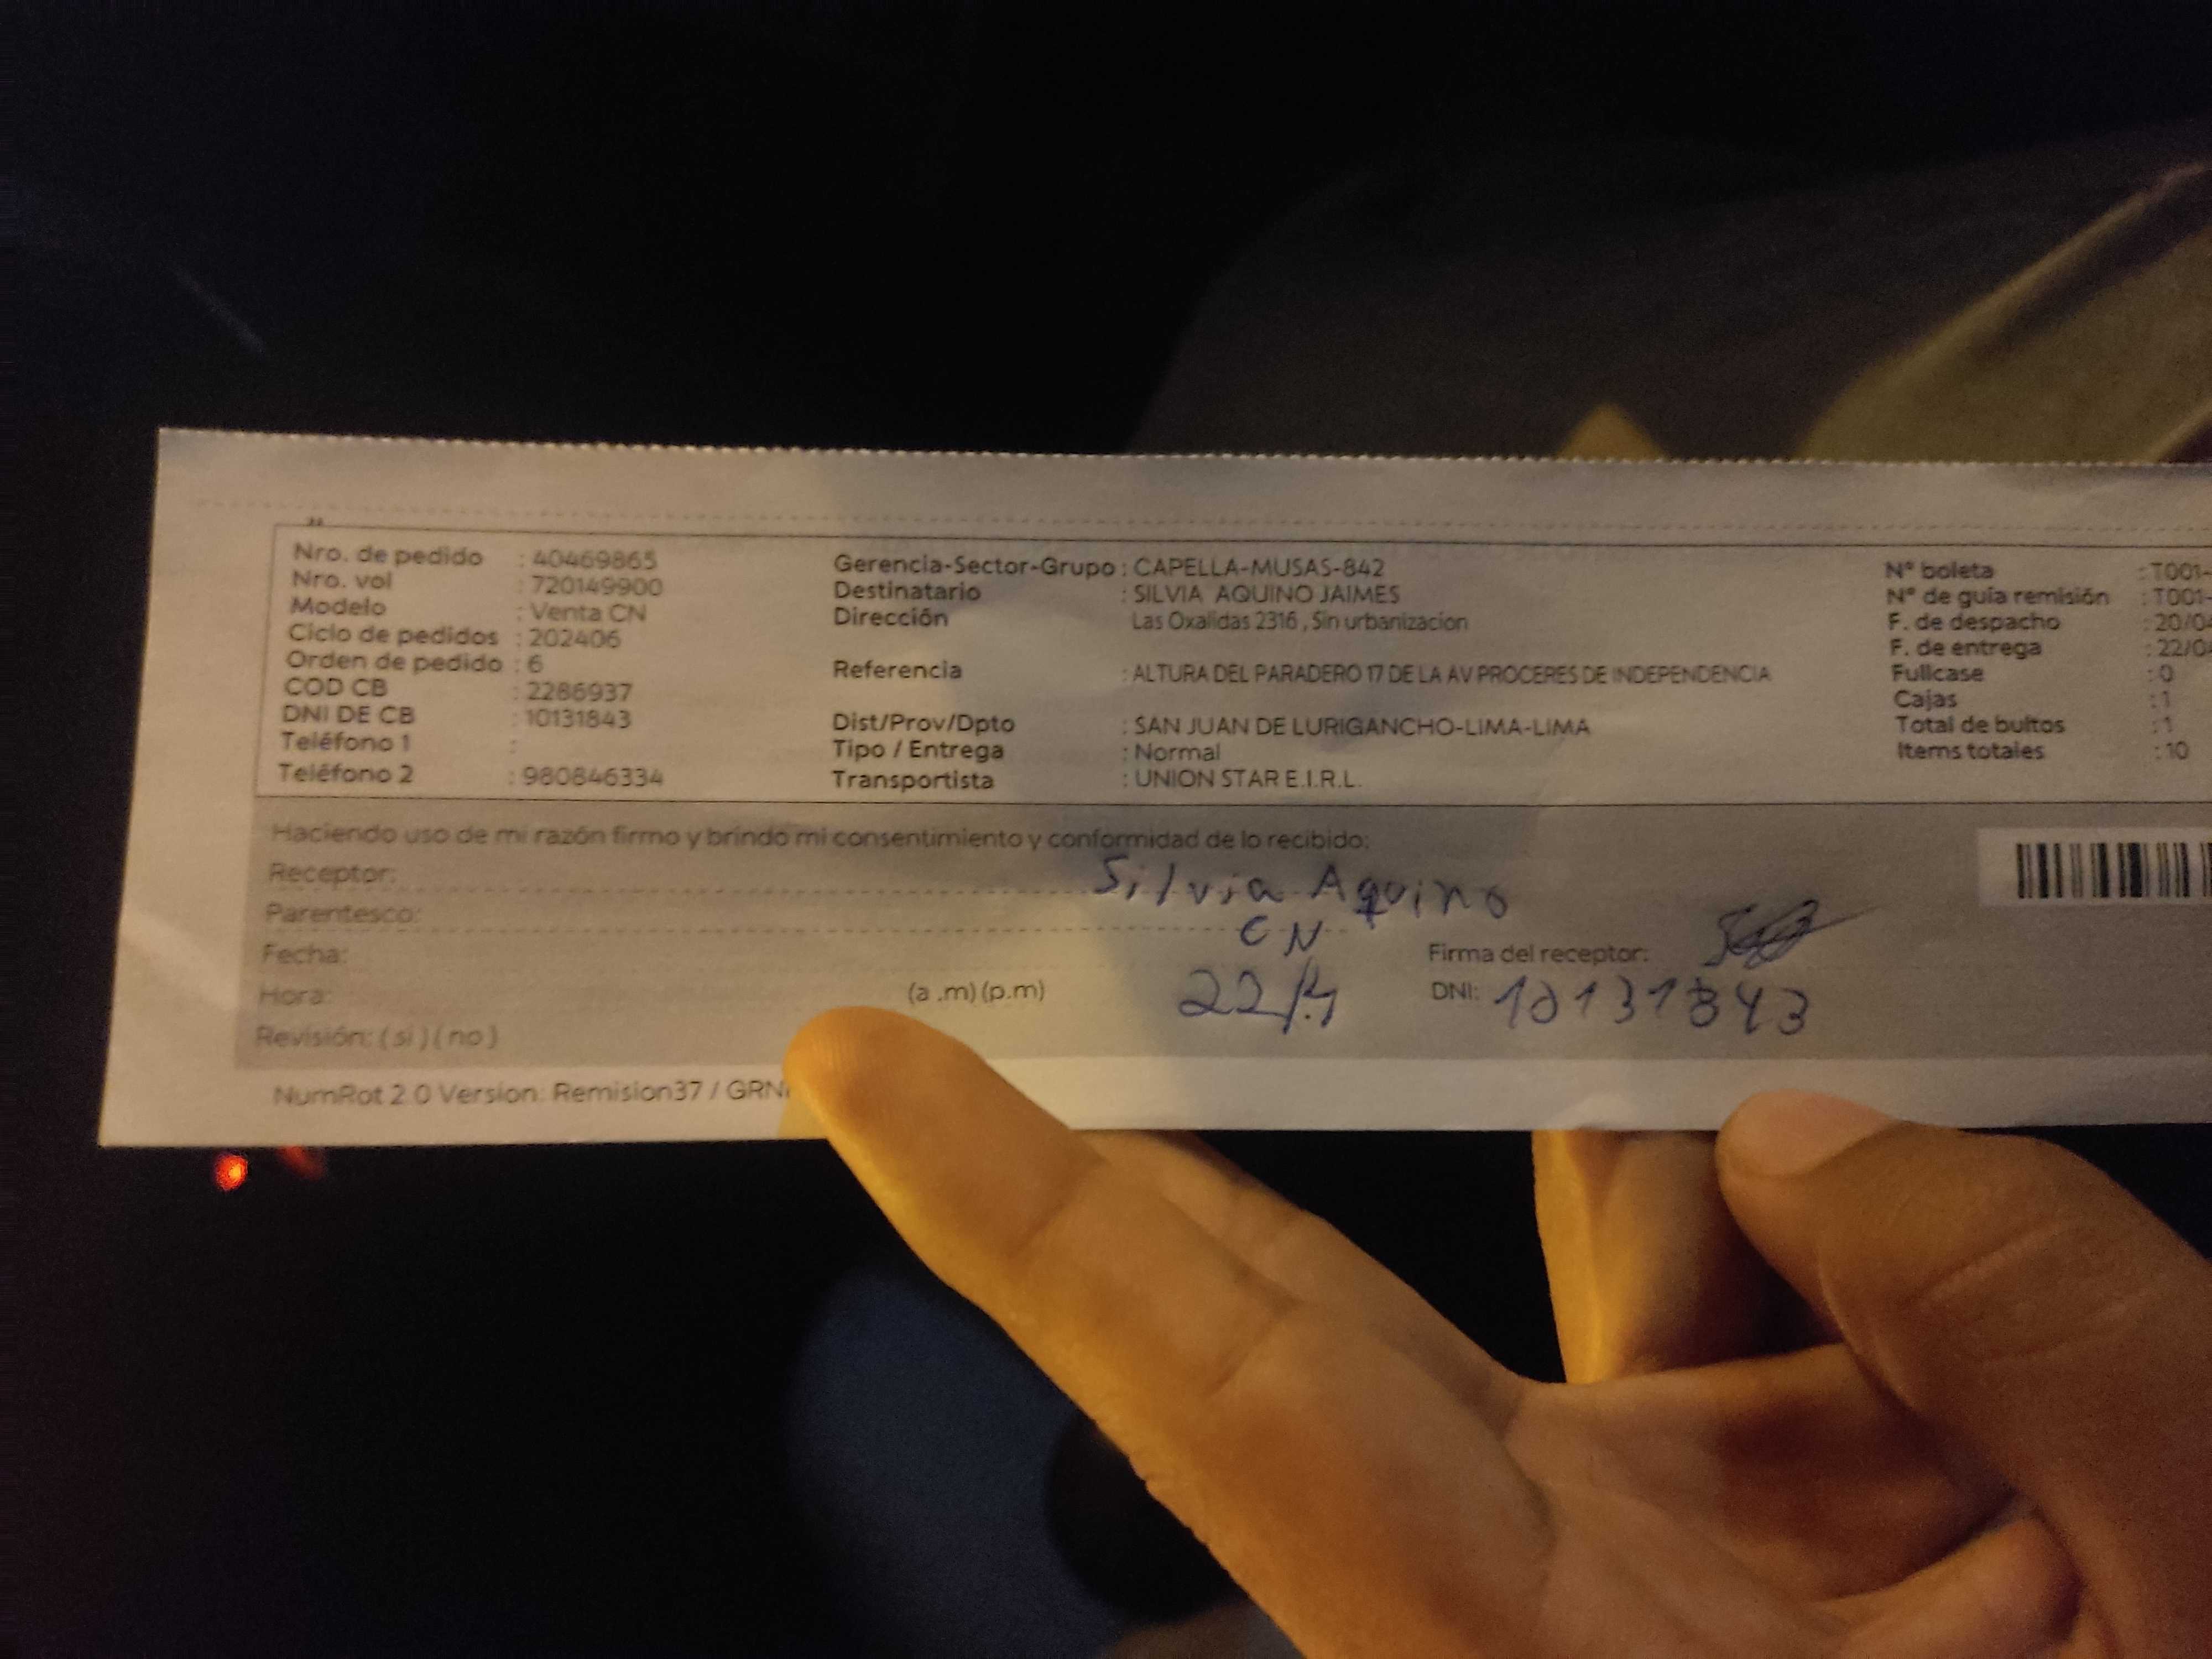 Nro. de pedido : 40469865
Nro. vol : 720149900
Modelo : Venta CN
Ciclo de pedidos : 202406
Orden de pedido : 6
COD CB : 2286937
DNI DE CB : 10131843
Teléfono 1 :
Teléfono 2 : 980846334
Gerencia-Sector-Grupo : CAPELLA-MUSAS-842
Destinatario : SILVIA AQUINO JAIMES
Dirección Las Oxalidas 2316 , Sin urbanizacion
Referencia : ALTURA DEL PARADERO 17 DE LA AV PROCERES DE INDEPENDENCIA
Dist/Prov/Dpto : SAN JUAN DE LURIGANCHO-LIMA-LIMA
Tipo / Entrega : Normal
Transportista : UNION STAR E.I.R.L.
N° boleta : T001-
N° de guía remisión : T001-
F. de despacho : 20/04
F. de entrega : 22/04
Fullcase : 0
Cajas : 1
Total de bultos : 1
Items totales : 10
Haciendo uso de mi razón firmo y brindo mi consentimiento y conformidad de lo recibido:
Receptor: Silvia Aquino
Parentesco: CN
Fecha: 22/4
Hora: (a .m) (p.m)
Revisión: ( si ) ( no )
Firma del receptor:
DNI: 10131843
NumRot 2.0 Version: Remision37 / GRN